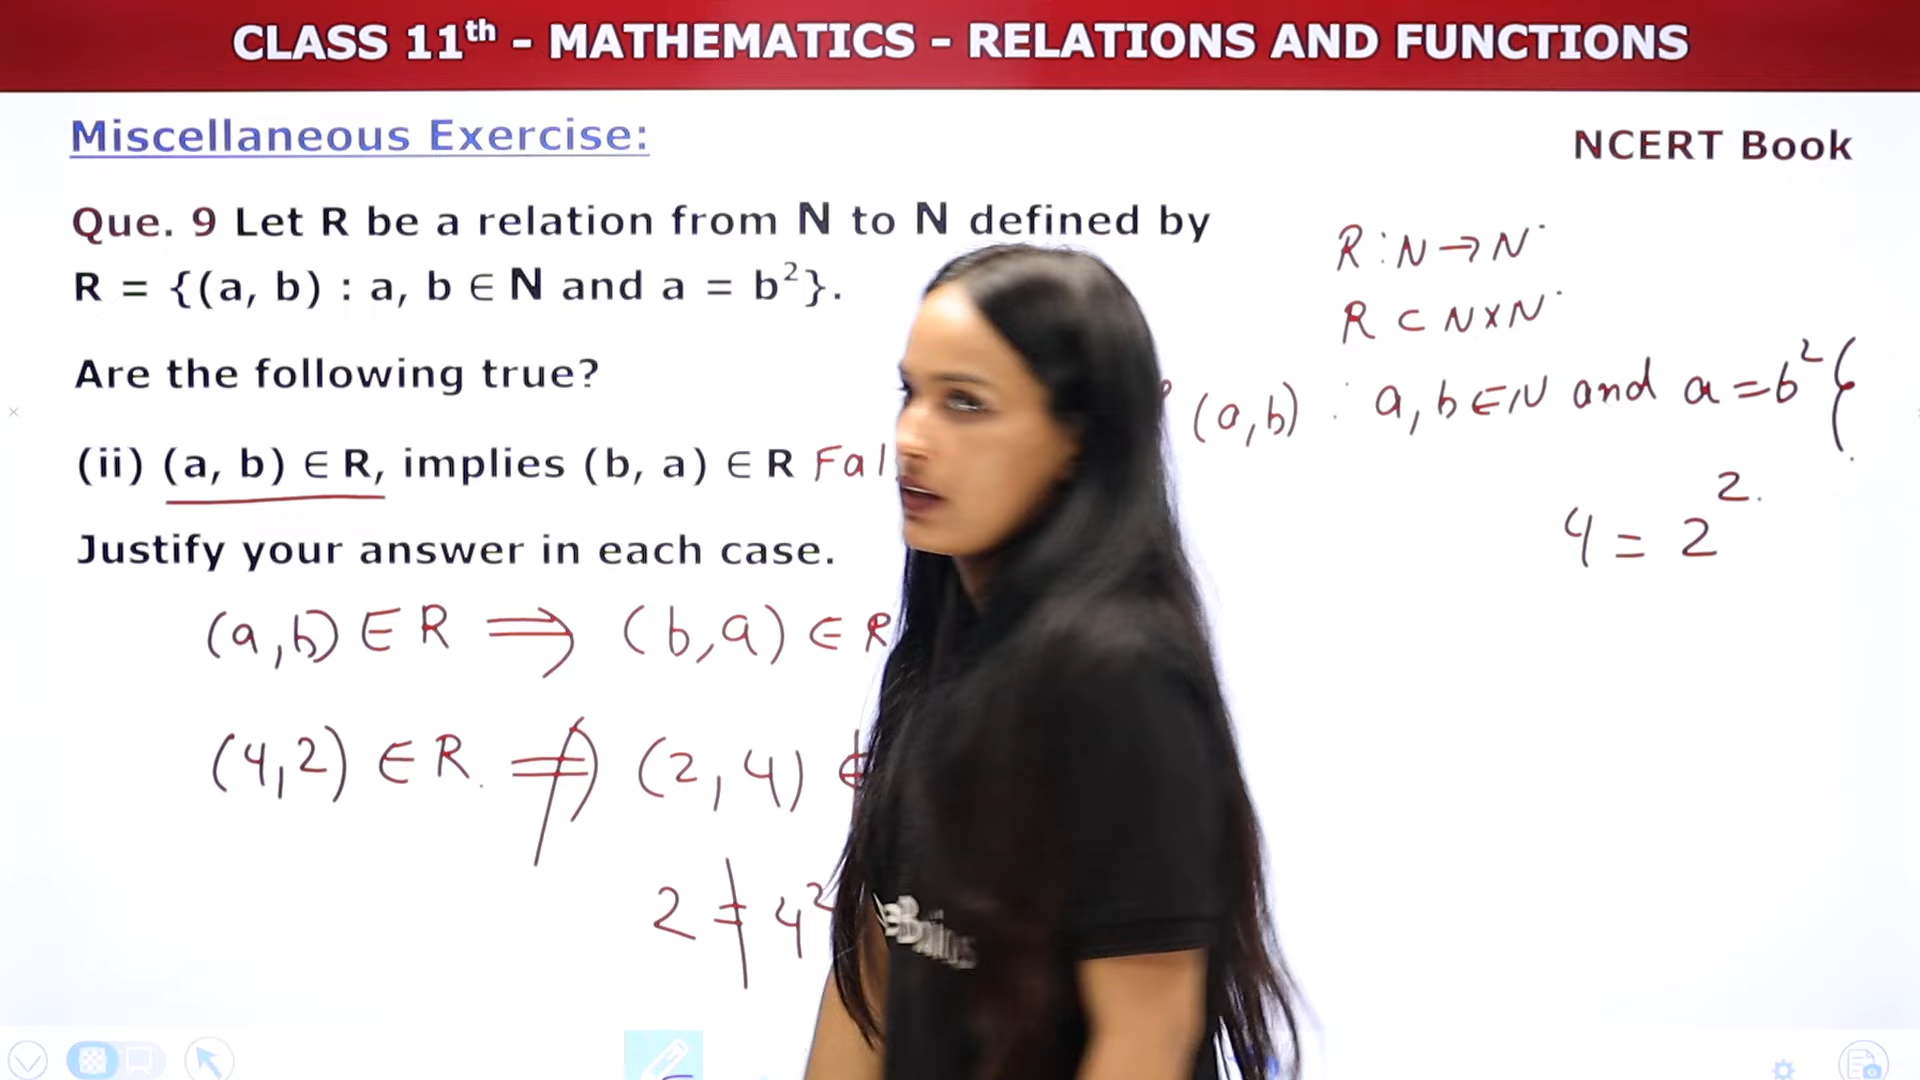 CLASS 11th - MATHEMATICS - RELATIONS AND FUNCTIONS
Miscellaneous Exercise:
NCERT Book
Que. 9 Let R be a relation from N to N defined by
R = {(a, b) : a, b ∈ N and a = b²}.
Are the following true?
(ii) (a, b) ∈ R, implies (b, a) ∈ R Fal
Justify your answer in each case.
(a,b) ∈ R ⇒ (b,a) ∈ R
(4,2) ∈ R ⇏ (2,4)
2 ≠ 4²
R : N → N
R ⊂ N×N
(a,b) : a, b ∈ N and a = b² }
4 = 2²
eBrains